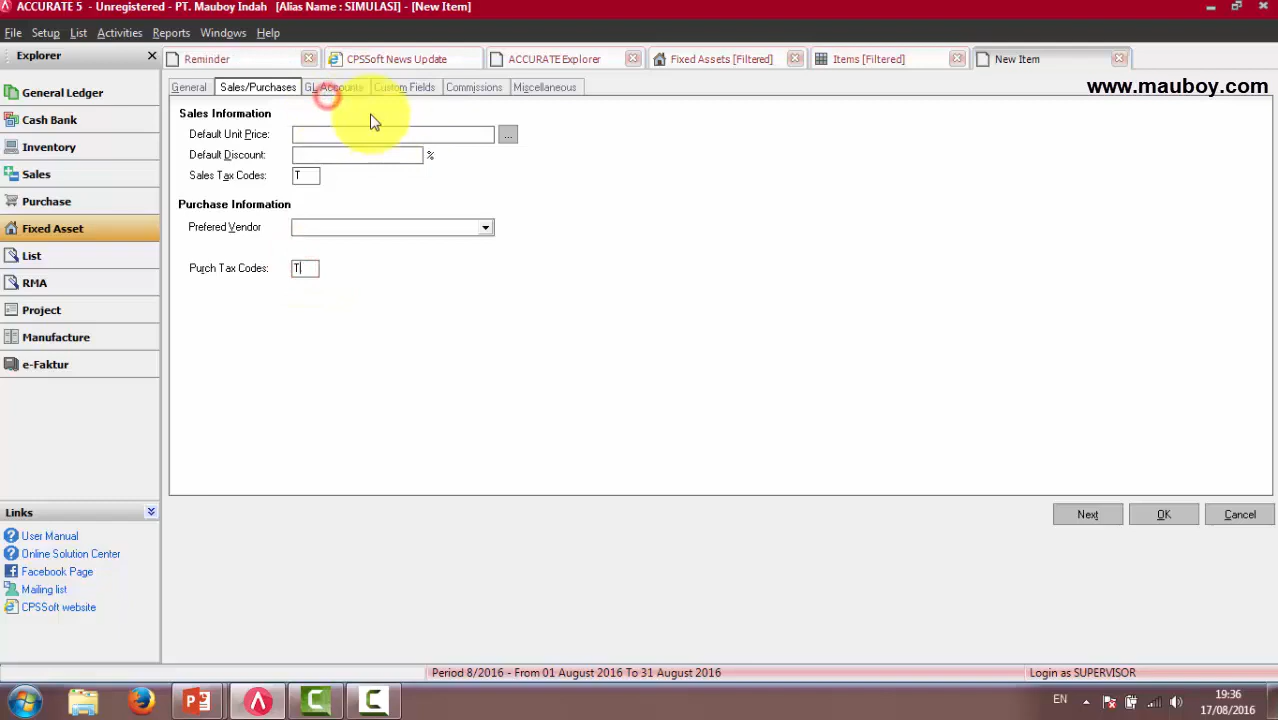 ACCURATE 5 - Unregistered - PT. Mauboy Indah [Alias Name : SIMULASI] - [New Item]
File Setup List Activities Reports Windows Help
Explorer
Reminder
CPSSoft News Update
ACCURATE Explorer
Fixed Assets [Filtered]
Items [Filtered]
New Item
www.mauboy.com
General Sales/Purchases GL Accounts Custom Fields Commissions Miscellaneous
General Ledger
Cash Bank
Inventory
Sales
Purchase
Fixed Asset
List
RMA
Project
Manufacture
e-Faktur
Sales Information
Default Unit Price: ...
Default Discount: %
Sales Tax Codes: T
Purchase Information
Prefered Vendor
Purch Tax Codes: T
Next OK Cancel
Links
User Manual
Online Solution Center
Facebook Page
Mailing list
CPSSoft website
Period 8/2016 - From 01 August 2016 To 31 August 2016
Login as SUPERVISOR
EN
19:36
17/08/2016